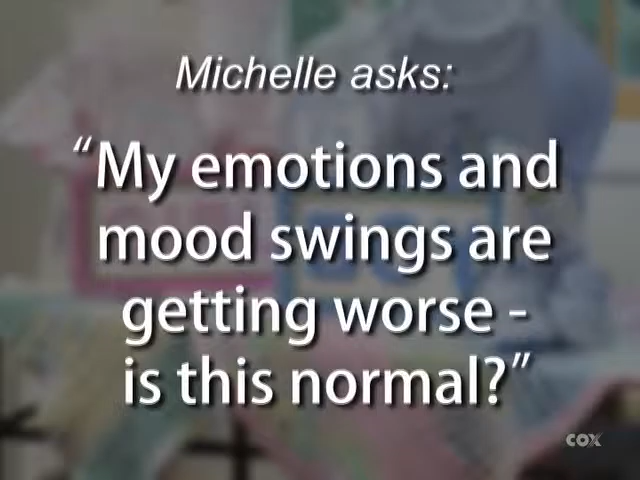 Michelle asks:
“My emotions and
mood swings are
getting worse -
is this normal?”
COX